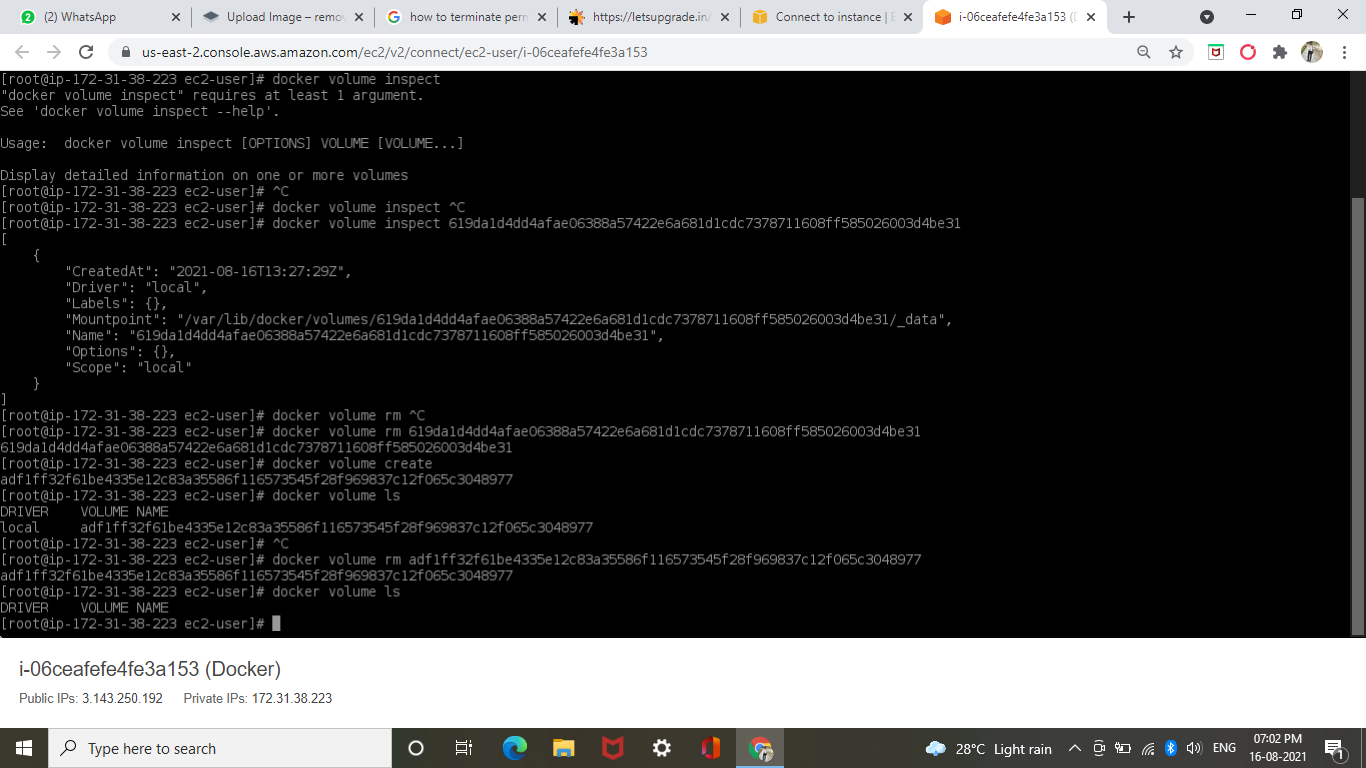 (2) WhatsApp
Upload Image – remov
how to terminate perm
https://letsupgrade.in/
Connect to instance | E
i-06ceafefe4fe3a153 (D
us-east-2.console.aws.amazon.com/ec2/v2/connect/ec2-user/i-06ceafefe4fe3a153
[root@ip-172-31-38-223 ec2-user]# docker volume inspect
"docker volume inspect" requires at least 1 argument.
See 'docker volume inspect --help'.
Usage:  docker volume inspect [OPTIONS] VOLUME [VOLUME...]
Display detailed information on one or more volumes
[root@ip-172-31-38-223 ec2-user]# ^C
[root@ip-172-31-38-223 ec2-user]# docker volume inspect ^C
[root@ip-172-31-38-223 ec2-user]# docker volume inspect 619da1d4dd4afae06388a57422e6a681d1cdc7378711608ff585026003d4be31
[
    {
        "CreatedAt": "2021-08-16T13:27:29Z",
        "Driver": "local",
        "Labels": {},
        "Mountpoint": "/var/lib/docker/volumes/619da1d4dd4afae06388a57422e6a681d1cdc7378711608ff585026003d4be31/_data",
        "Name": "619da1d4dd4afae06388a57422e6a681d1cdc7378711608ff585026003d4be31",
        "Options": {},
        "Scope": "local"
    }
]
[root@ip-172-31-38-223 ec2-user]# docker volume rm ^C
[root@ip-172-31-38-223 ec2-user]# docker volume rm 619da1d4dd4afae06388a57422e6a681d1cdc7378711608ff585026003d4be31
619da1d4dd4afae06388a57422e6a681d1cdc7378711608ff585026003d4be31
[root@ip-172-31-38-223 ec2-user]# docker volume create
adf1ff32f61be4335e12c83a35586f116573545f28f969837c12f065c3048977
[root@ip-172-31-38-223 ec2-user]# docker volume ls
DRIVER    VOLUME NAME
local     adf1ff32f61be4335e12c83a35586f116573545f28f969837c12f065c3048977
[root@ip-172-31-38-223 ec2-user]# ^C
[root@ip-172-31-38-223 ec2-user]# docker volume rm adf1ff32f61be4335e12c83a35586f116573545f28f969837c12f065c3048977
adf1ff32f61be4335e12c83a35586f116573545f28f969837c12f065c3048977
[root@ip-172-31-38-223 ec2-user]# docker volume ls
DRIVER    VOLUME NAME
[root@ip-172-31-38-223 ec2-user]#
i-06ceafefe4fe3a153 (Docker)
Public IPs: 3.143.250.192 Private IPs: 172.31.38.223
Type here to search
28°C Light rain
ENG
07:02 PM
16-08-2021
1